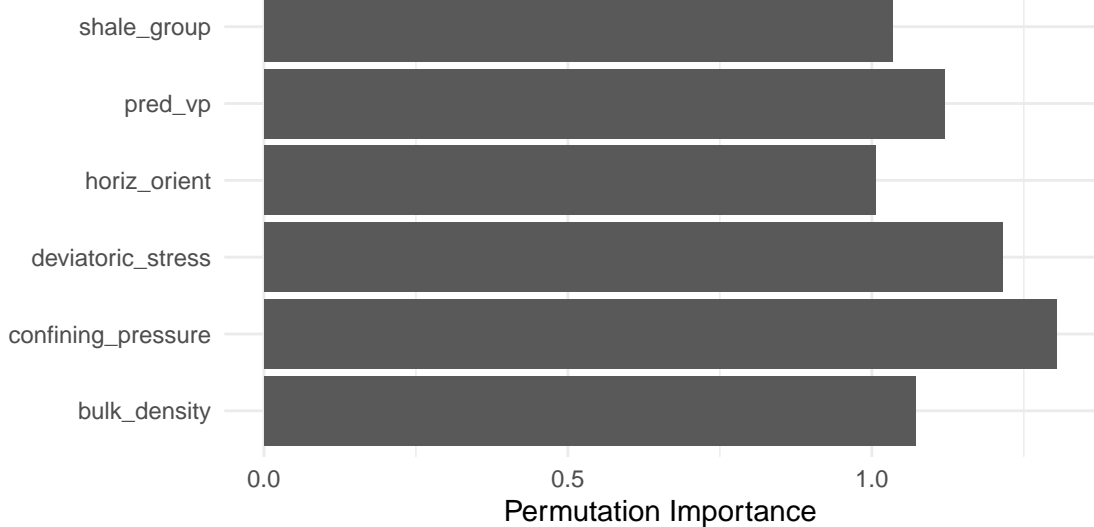 shale_group
pred_vp
horiz_orient
deviatoric_stress
confining_pressure
bulk_density
0.0 0.5 1.0
Permutation Importance